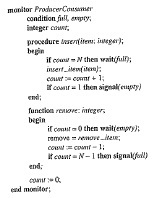 monitor ProducerConsumer
condition full, empty;
integer count;
procedure insert(item: integer);
begin
if count = N then wait(full);
insert_item(item);
count := count + 1;
if count = 1 then signal(empty)
end;
function remove: integer;
begin
if count = 0 then wait(empty);
remove = remove_item;
count := count − 1;
if count = N − 1 then signal(full)
end;
count := 0;
end monitor;